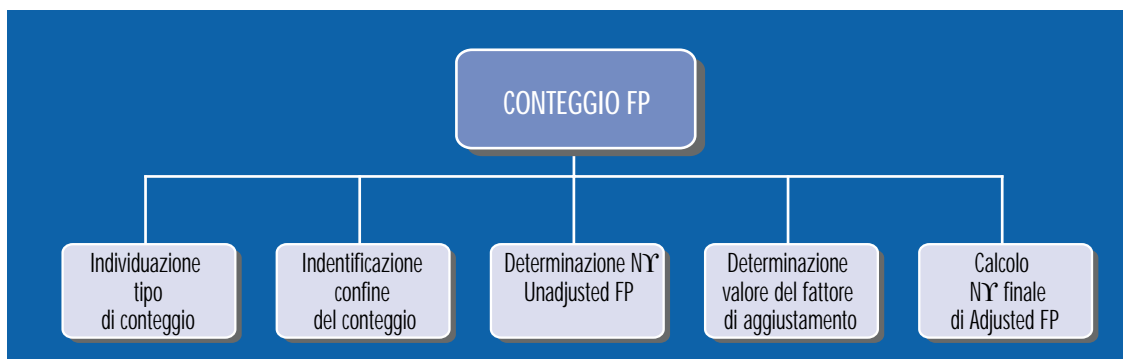 CONTEGGIO FP
Individuazione
tipo
di conteggio
Indentificazione
confine
del conteggio
Determinazione Nϒ
Unadjusted FP
Determinazione
valore del fattore
di aggiustamento
Calcolo
Nϒ finale
di Adjusted FP